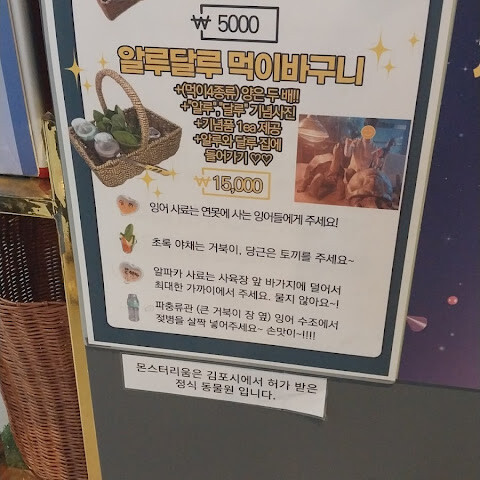 ₩ 5000
알루달루 먹이바구니
+(먹이4종류) 양은 두 배!!
+"알루","달루" 기념사진
+기념품 1ea 제공
+알루와 달루 집에
들어가기 ♡♡
₩ 15,000
잉어 사료는 연못에 사는 잉어들에게 주세요!
초록 야채는 거북이, 당근은 토끼를 주세요~
알파카 사료는 사육장 앞 바가지에 덜어서
최대한 가까이에서 주세요. 물지 않아요~!
파충류관 (큰 거북이 장 옆) 잉어 수조에서
젖병을 살짝 넣어주세요~ 손맛이~!!!!
몬스터리움은 김포시에서 허가 받은
정식 동물원 입니다.